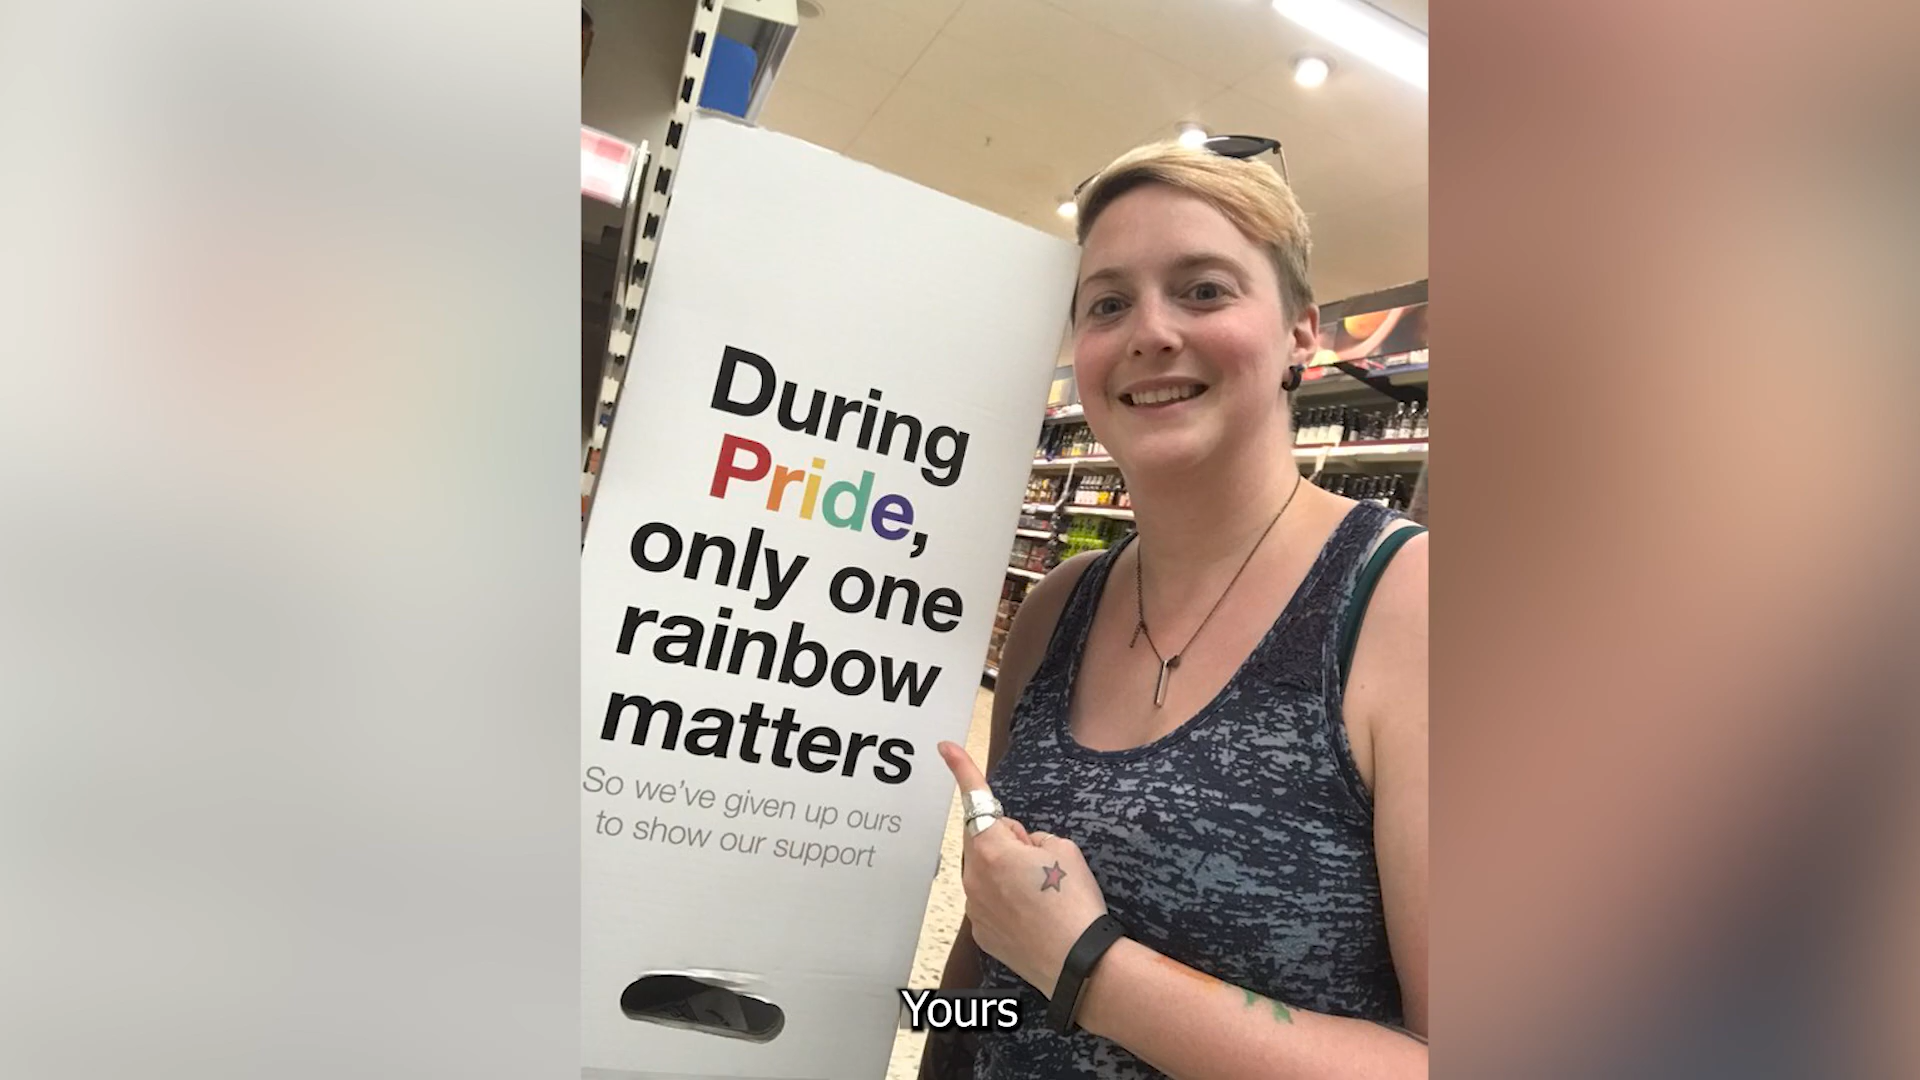 During
Pride,
only one
rainbow
matters
So we've given up ours
to show our support
Yours